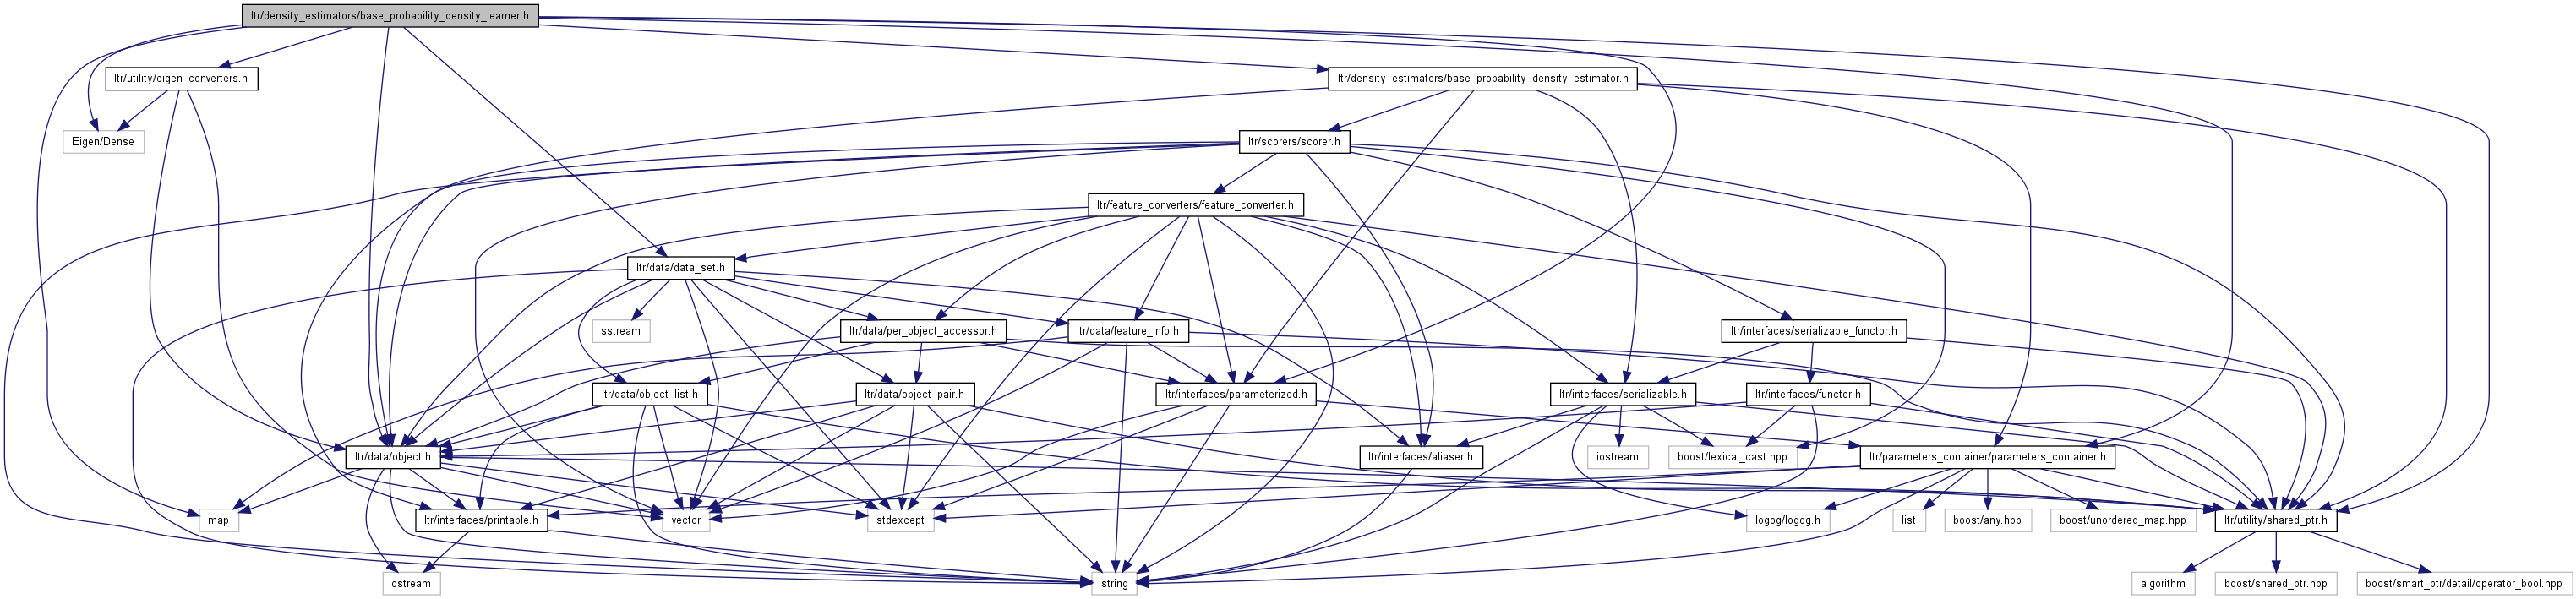 ltr/density_estimators/base_probability_density_learner.h
ltr/utility/eigen_converters.h
ltr/density_estimators/base_probability_density_estimator.h
Eigen/Dense
ltr/scorers/scorer.h
ltr/feature_converters/feature_converter.h
ltr/data/data_set.h
sstream
ltr/data/per_object_accessor.h
ltr/data/feature_info.h
ltr/interfaces/serializable_functor.h
ltr/data/object_list.h
ltr/data/object_pair.h
ltr/interfaces/parameterized.h
ltr/interfaces/serializable.h
ltr/interfaces/functor.h
ltr/data/object.h
ltr/interfaces/aliaser.h
iostream
boost/lexical_cast.hpp
ltr/parameters_container/parameters_container.h
map
ltr/interfaces/printable.h
vector
stdexcept
logog/logog.h
list
boost/any.hpp
boost/unordered_map.hpp
ltr/utility/shared_ptr.h
ostream
string
algorithm
boost/shared_ptr.hpp
boost/smart_ptr/detail/operator_bool.hpp